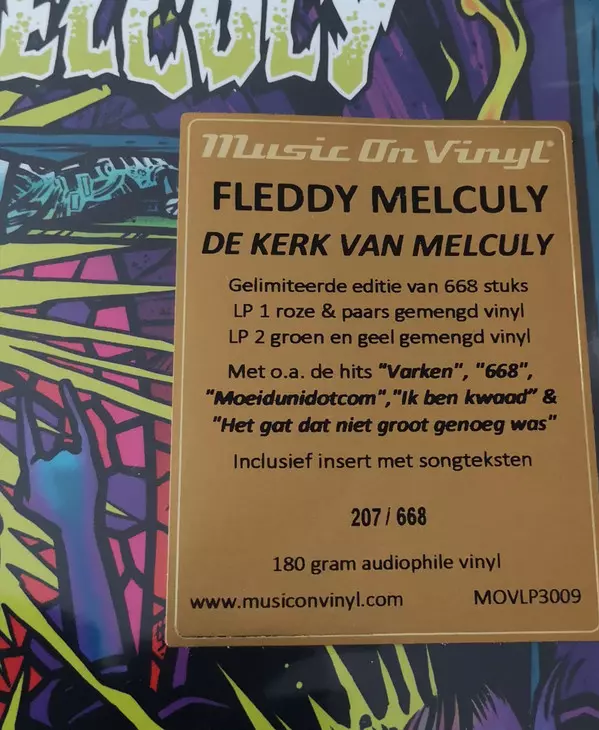 MELCULY
Music On Vinyl®
FLEDDY MELCULY
DE KERK VAN MELCULY
Gelimiteerde editie van 668 stuks
LP 1 roze & paars gemengd vinyl
LP 2 groen en geel gemengd vinyl
Met o.a. de hits "Varken", "668",
"Moeidunidotcom","Ik ben kwaad" &
"Het gat dat niet groot genoeg was"
Inclusief insert met songteksten
207 / 668
180 gram audiophile vinyl
www.musiconvinyl.com MOVLP3009